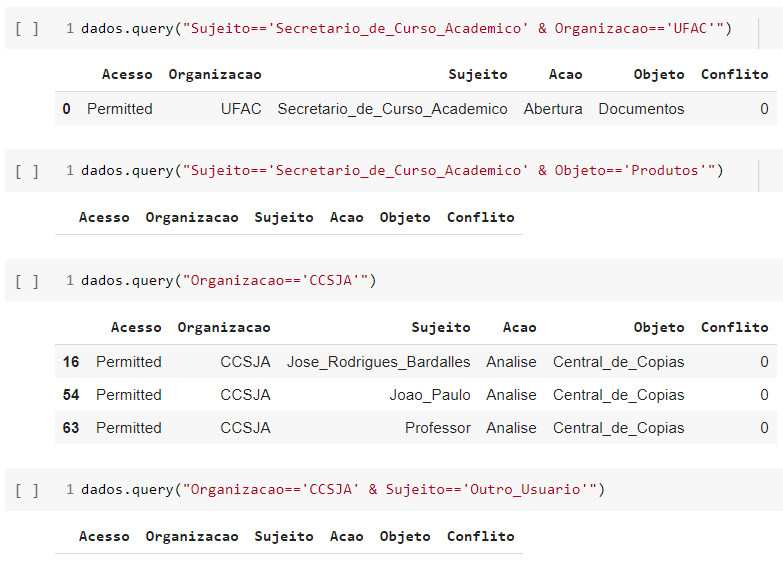 [ ] 1 dados.query("Sujeito=='Secretario_de_Curso_Academico' & Organizacao=='UFAC'")
Acesso Organizacao Sujeito Acao Objeto Conflito
0 Permitted UFAC Secretario_de_Curso_Academico Abertura Documentos 0
[ ] 1 dados.query("Sujeito=='Secretario_de_Curso_Academico' & Objeto=='Produtos'")
Acesso Organizacao Sujeito Acao Objeto Conflito
[ ] 1 dados.query("Organizacao=='CCSJA'")
Acesso Organizacao Sujeito Acao Objeto Conflito
16 Permitted CCSJA Jose_Rodrigues_Bardalles Analise Central_de_Copias 0
54 Permitted CCSJA Joao_Paulo Analise Central_de_Copias 0
63 Permitted CCSJA Professor Analise Central_de_Copias 0
[ ] 1 dados.query("Organizacao=='CCSJA' & Sujeito=='Outro_Usuario'")
Acesso Organizacao Sujeito Acao Objeto Conflito